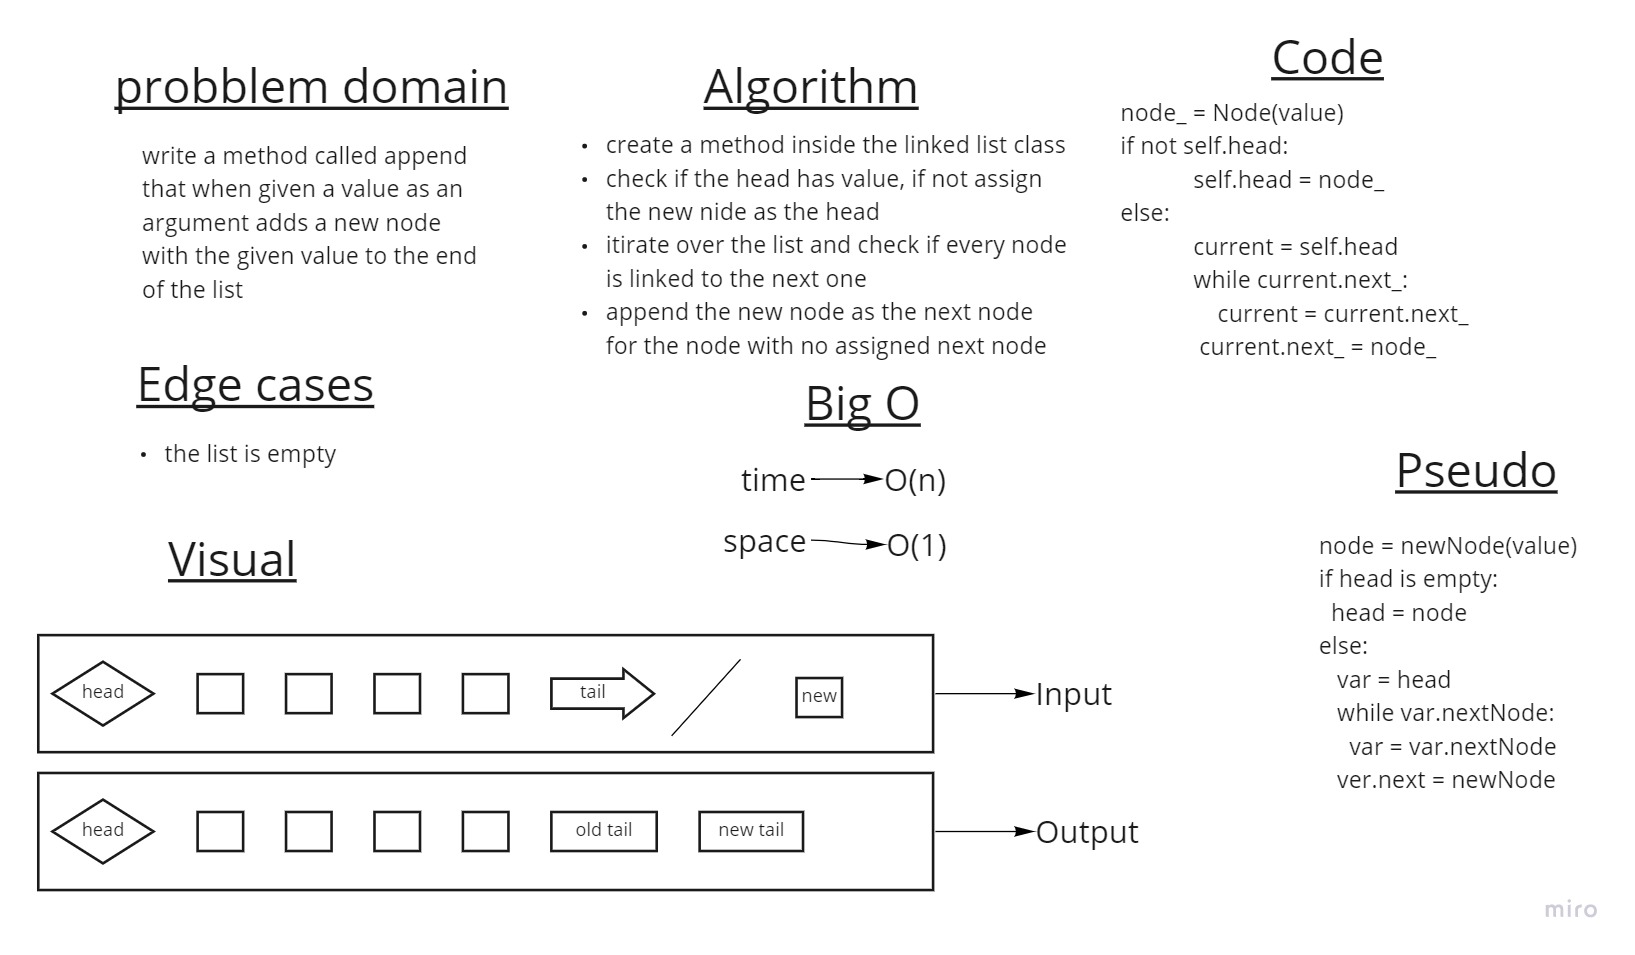 probblem domain
write a method called append
that when given a value as an
argument adds a new node
with the given value to the end
of the list
Edge cases
• the list is empty
Algorithm
• create a method inside the linked list class
• check if the head has value, if not assign
the new nide as the head
• itirate over the list and check if every node
is linked to the next one
• append the new node as the next node
for the node with no assigned next node
Big O
time O(n)
space O(1)
Code
node_ = Node(value)
if not self.head:
self.head = node_
else:
current = self.head
while current.next_:
current = current.next_
current.next_ = node_
Pseudo
node = newNode(value)
if head is empty:
head = node
else:
var = head
while var.nextNode:
var = var.nextNode
ver.next = newNode
Visual
head tail new Input
head old tail new tail Output
miro